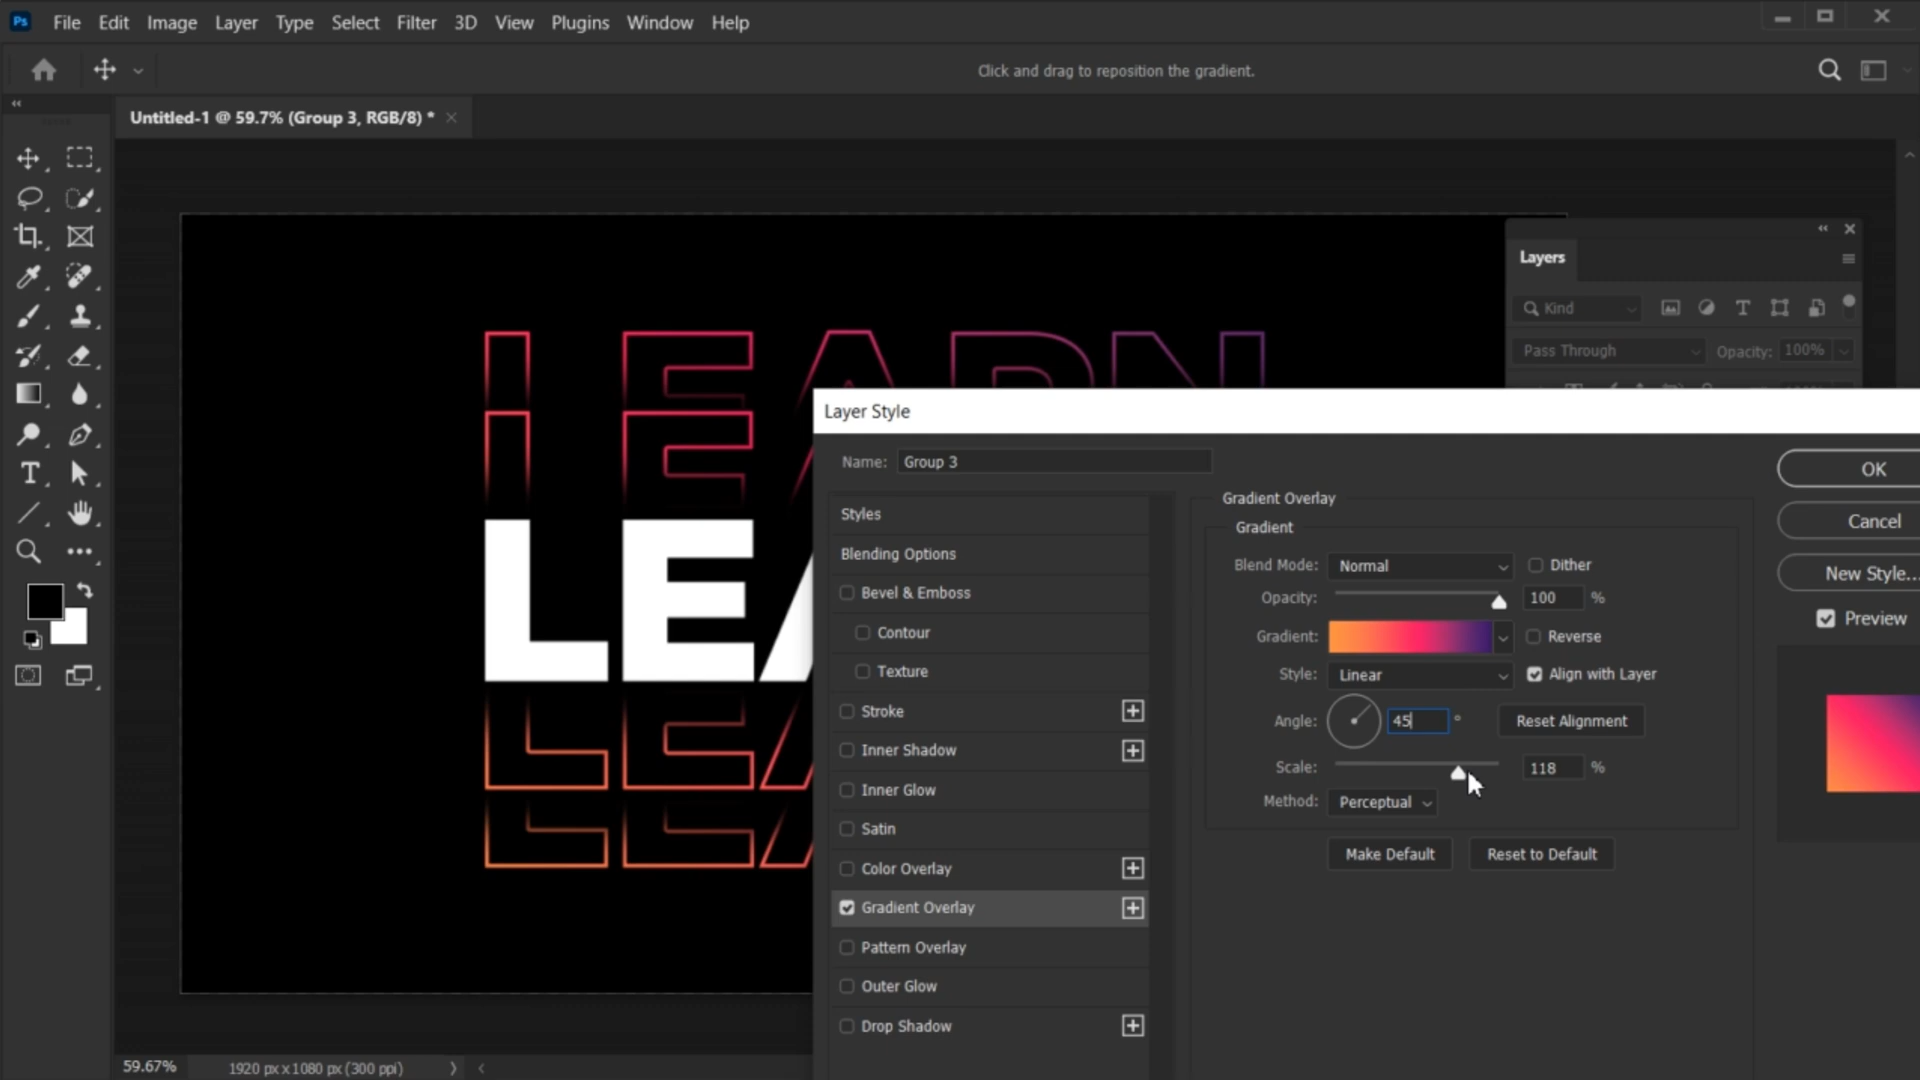 Ps File Edit Image Layer Type Select Filter 3D View Plugins Window Help
Click and drag to reposition the gradient.
Untitled-1 @ 59.7% (Group 3, RGB/8) *
Layers
Kind
Pass Through Opacity: 100%
LEARN
Layer Style
Name: Group 3
OK
Cancel
New Style...
Preview
Styles
Blending Options
Bevel & Emboss
Contour
Texture
Stroke
Inner Shadow
Inner Glow
Satin
Color Overlay
Gradient Overlay
Pattern Overlay
Outer Glow
Drop Shadow
Gradient Overlay
Gradient
Blend Mode: Normal Dither
Opacity: 100 %
Gradient: Reverse
Style: Linear Align with Layer
Angle: 45 ° Reset Alignment
Scale: 118 %
Method: Perceptual
Make Default Reset to Default
LEA
59.67% 1920 px x 1080 px (300 ppi)